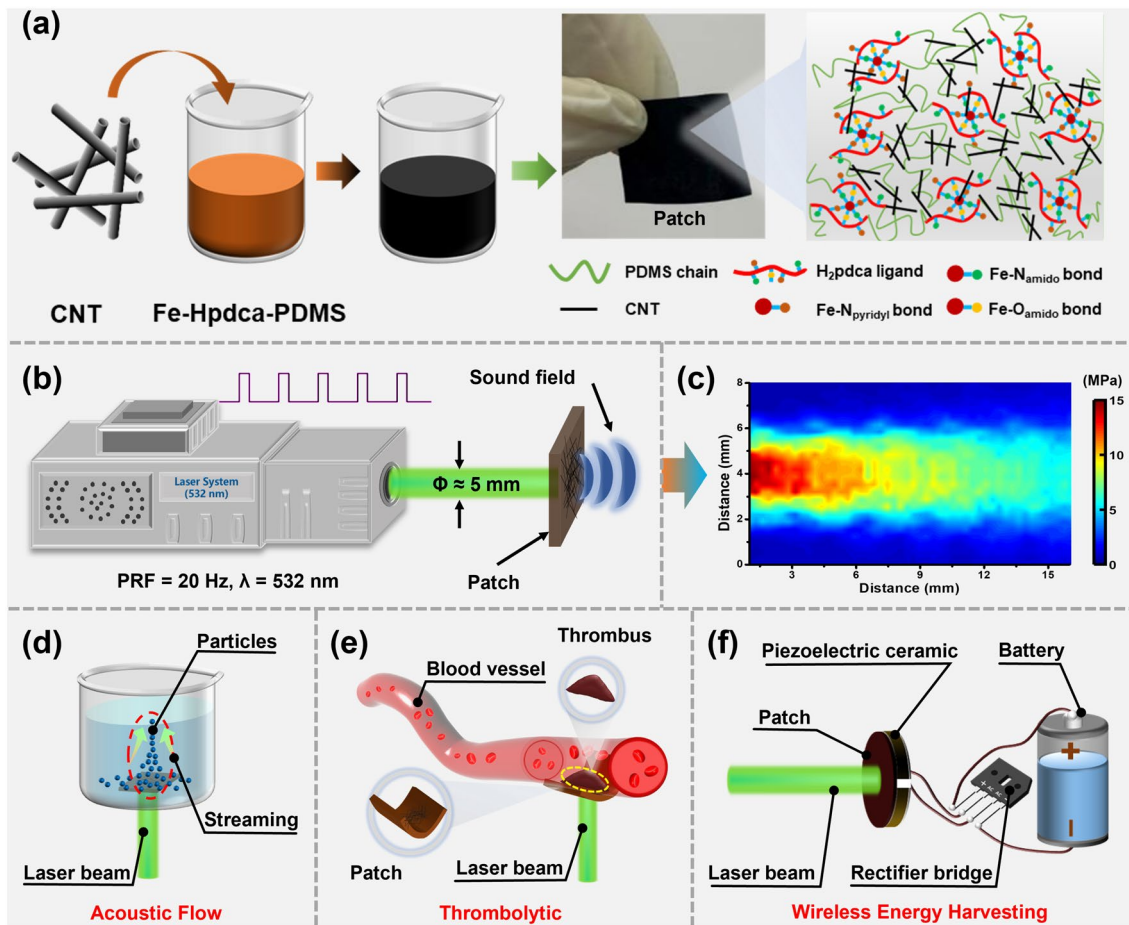 (a)
CNT
Fe-Hpdca-PDMS
Patch
PDMS chain
H₂pdca ligand
Fe-Namido bond
CNT
Fe-Npyridyl bond
Fe-Oamido bond
(b)
Laser System
(532 nm)
Φ ≈ 5 mm
Sound field
Patch
PRF = 20 Hz, λ = 532 nm
(c)
(MPa)
Distance (mm)
8
6
4
2
0
3
6
9
12
15
Distance (mm)
15
10
5
0
(d)
Particles
Streaming
Laser beam
Acoustic Flow
(e)
Thrombus
Blood vessel
Patch
Laser beam
Thrombolytic
(f)
Piezoelectric ceramic
Battery
Patch
+
Laser beam
Rectifier bridge
Wireless Energy Harvesting